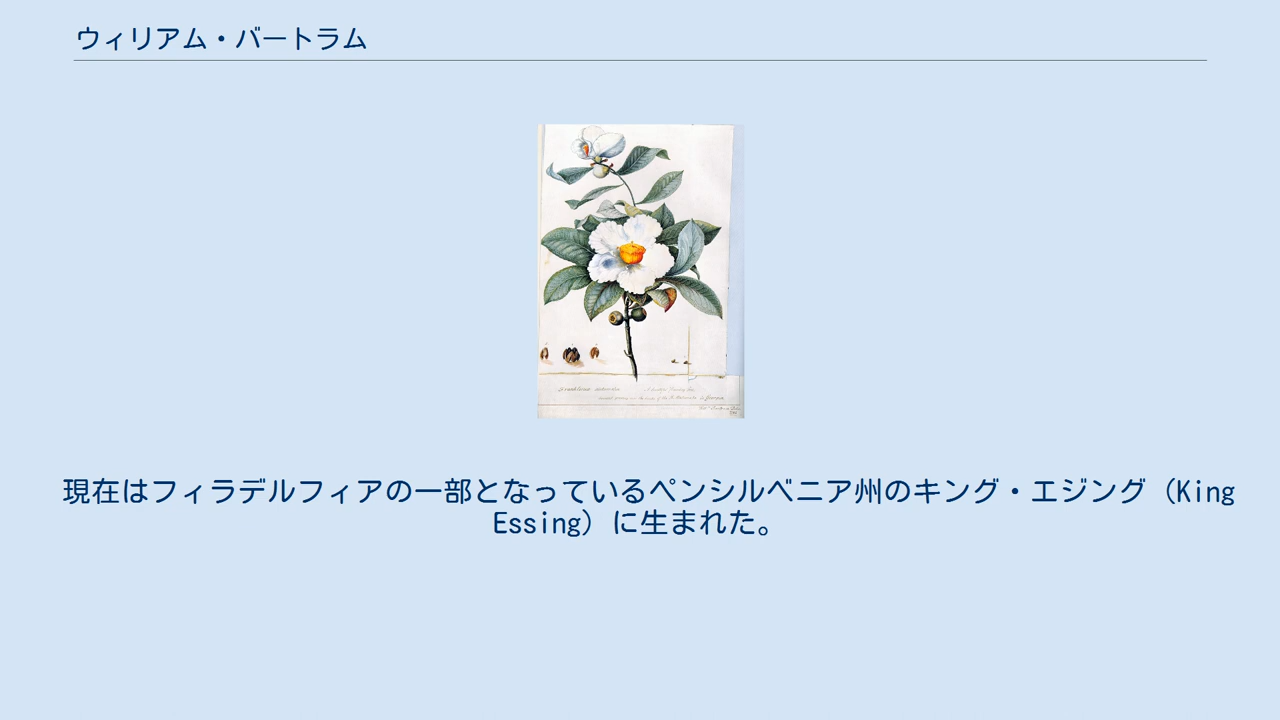 ウィリアム・バートラム
現在はフィラデルフィアの一部となっているペンシルベニア州のキング・エジング（King
Essing）に生まれた。